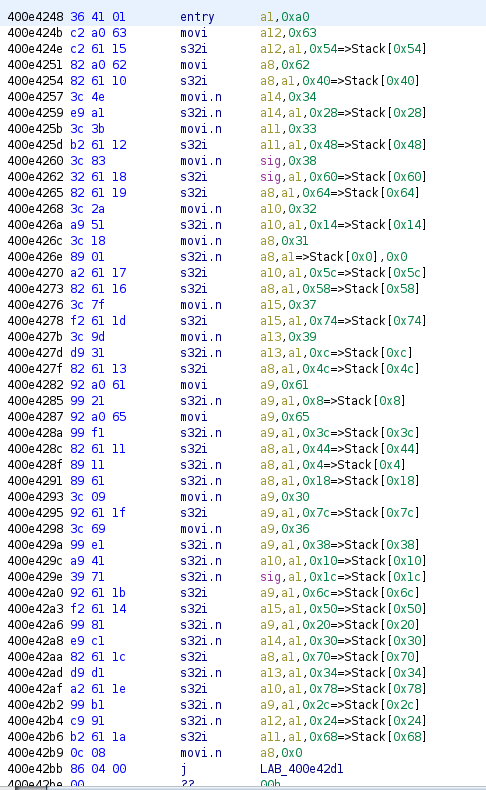 400e4248 36 41 01 entry a1,0xa0
400e424b c2 a0 63 movi a12,0x63
400e424e c2 61 15 s32i a12,a1,0x54=>Stack[0x54]
400e4251 82 a0 62 movi a8,0x62
400e4254 82 61 10 s32i a8,a1,0x40=>Stack[0x40]
400e4257 3c 4e movi.n a14,0x34
400e4259 e9 a1 s32i.n a14,a1,0x28=>Stack[0x28]
400e425b 3c 3b movi.n a11,0x33
400e425d b2 61 12 s32i a11,a1,0x48=>Stack[0x48]
400e4260 3c 83 movi.n sig,0x38
400e4262 32 61 18 s32i sig,a1,0x60=>Stack[0x60]
400e4265 82 61 19 s32i a8,a1,0x64=>Stack[0x64]
400e4268 3c 2a movi.n a10,0x32
400e426a a9 51 s32i.n a10,a1,0x14=>Stack[0x14]
400e426c 3c 18 movi.n a8,0x31
400e426e 89 01 s32i.n a8,a1=>Stack[0x0],0x0
400e4270 a2 61 17 s32i a10,a1,0x5c=>Stack[0x5c]
400e4273 82 61 16 s32i a8,a1,0x58=>Stack[0x58]
400e4276 3c 7f movi.n a15,0x37
400e4278 f2 61 1d s32i a15,a1,0x74=>Stack[0x74]
400e427b 3c 9d movi.n a13,0x39
400e427d d9 31 s32i.n a13,a1,0xc=>Stack[0xc]
400e427f 82 61 13 s32i a8,a1,0x4c=>Stack[0x4c]
400e4282 92 a0 61 movi a9,0x61
400e4285 99 21 s32i.n a9,a1,0x8=>Stack[0x8]
400e4287 92 a0 65 movi a9,0x65
400e428a 99 f1 s32i.n a9,a1,0x3c=>Stack[0x3c]
400e428c 82 61 11 s32i a8,a1,0x44=>Stack[0x44]
400e428f 89 11 s32i.n a8,a1,0x4=>Stack[0x4]
400e4291 89 61 s32i.n a8,a1,0x18=>Stack[0x18]
400e4293 3c 09 movi.n a9,0x30
400e4295 92 61 1f s32i a9,a1,0x7c=>Stack[0x7c]
400e4298 3c 69 movi.n a9,0x36
400e429a 99 e1 s32i.n a9,a1,0x38=>Stack[0x38]
400e429c a9 41 s32i.n a10,a1,0x10=>Stack[0x10]
400e429e 39 71 s32i.n sig,a1,0x1c=>Stack[0x1c]
400e42a0 92 61 1b s32i a9,a1,0x6c=>Stack[0x6c]
400e42a3 f2 61 14 s32i a15,a1,0x50=>Stack[0x50]
400e42a6 99 81 s32i.n a9,a1,0x20=>Stack[0x20]
400e42a8 e9 c1 s32i.n a14,a1,0x30=>Stack[0x30]
400e42aa 82 61 1c s32i a8,a1,0x70=>Stack[0x70]
400e42ad d9 d1 s32i.n a13,a1,0x34=>Stack[0x34]
400e42af a2 61 1e s32i a10,a1,0x78=>Stack[0x78]
400e42b2 99 b1 s32i.n a9,a1,0x2c=>Stack[0x2c]
400e42b4 c9 91 s32i.n a12,a1,0x24=>Stack[0x24]
400e42b6 b2 61 1a s32i a11,a1,0x68=>Stack[0x68]
400e42b9 0c 08 movi.n a8,0x0
400e42bb 86 04 00 j LAB_400e42d1
400e42be 00 ?? 00h